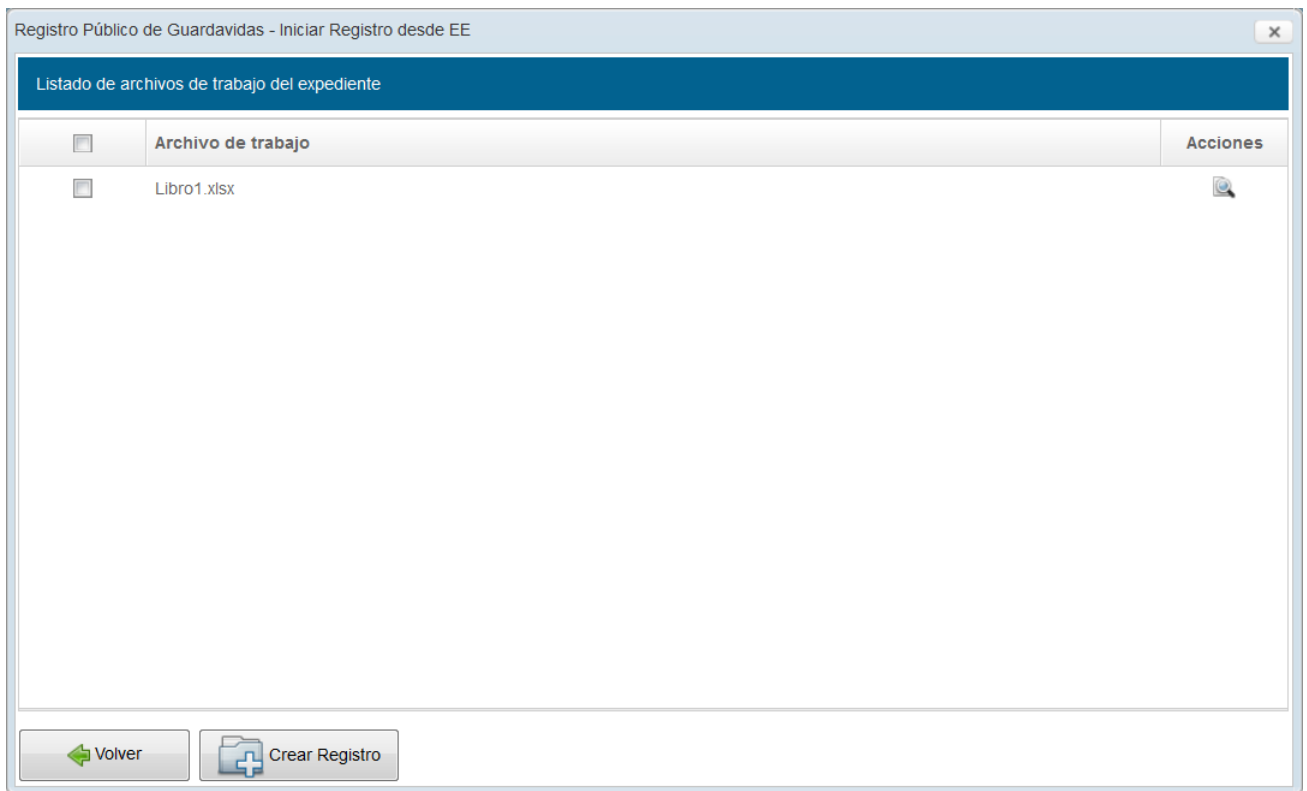 Registro Público de Guardavidas - Iniciar Registro desde EE
Listado de archivos de trabajo del expediente
Archivo de trabajo Acciones
Libro1.xlsx
Volver Crear Registro